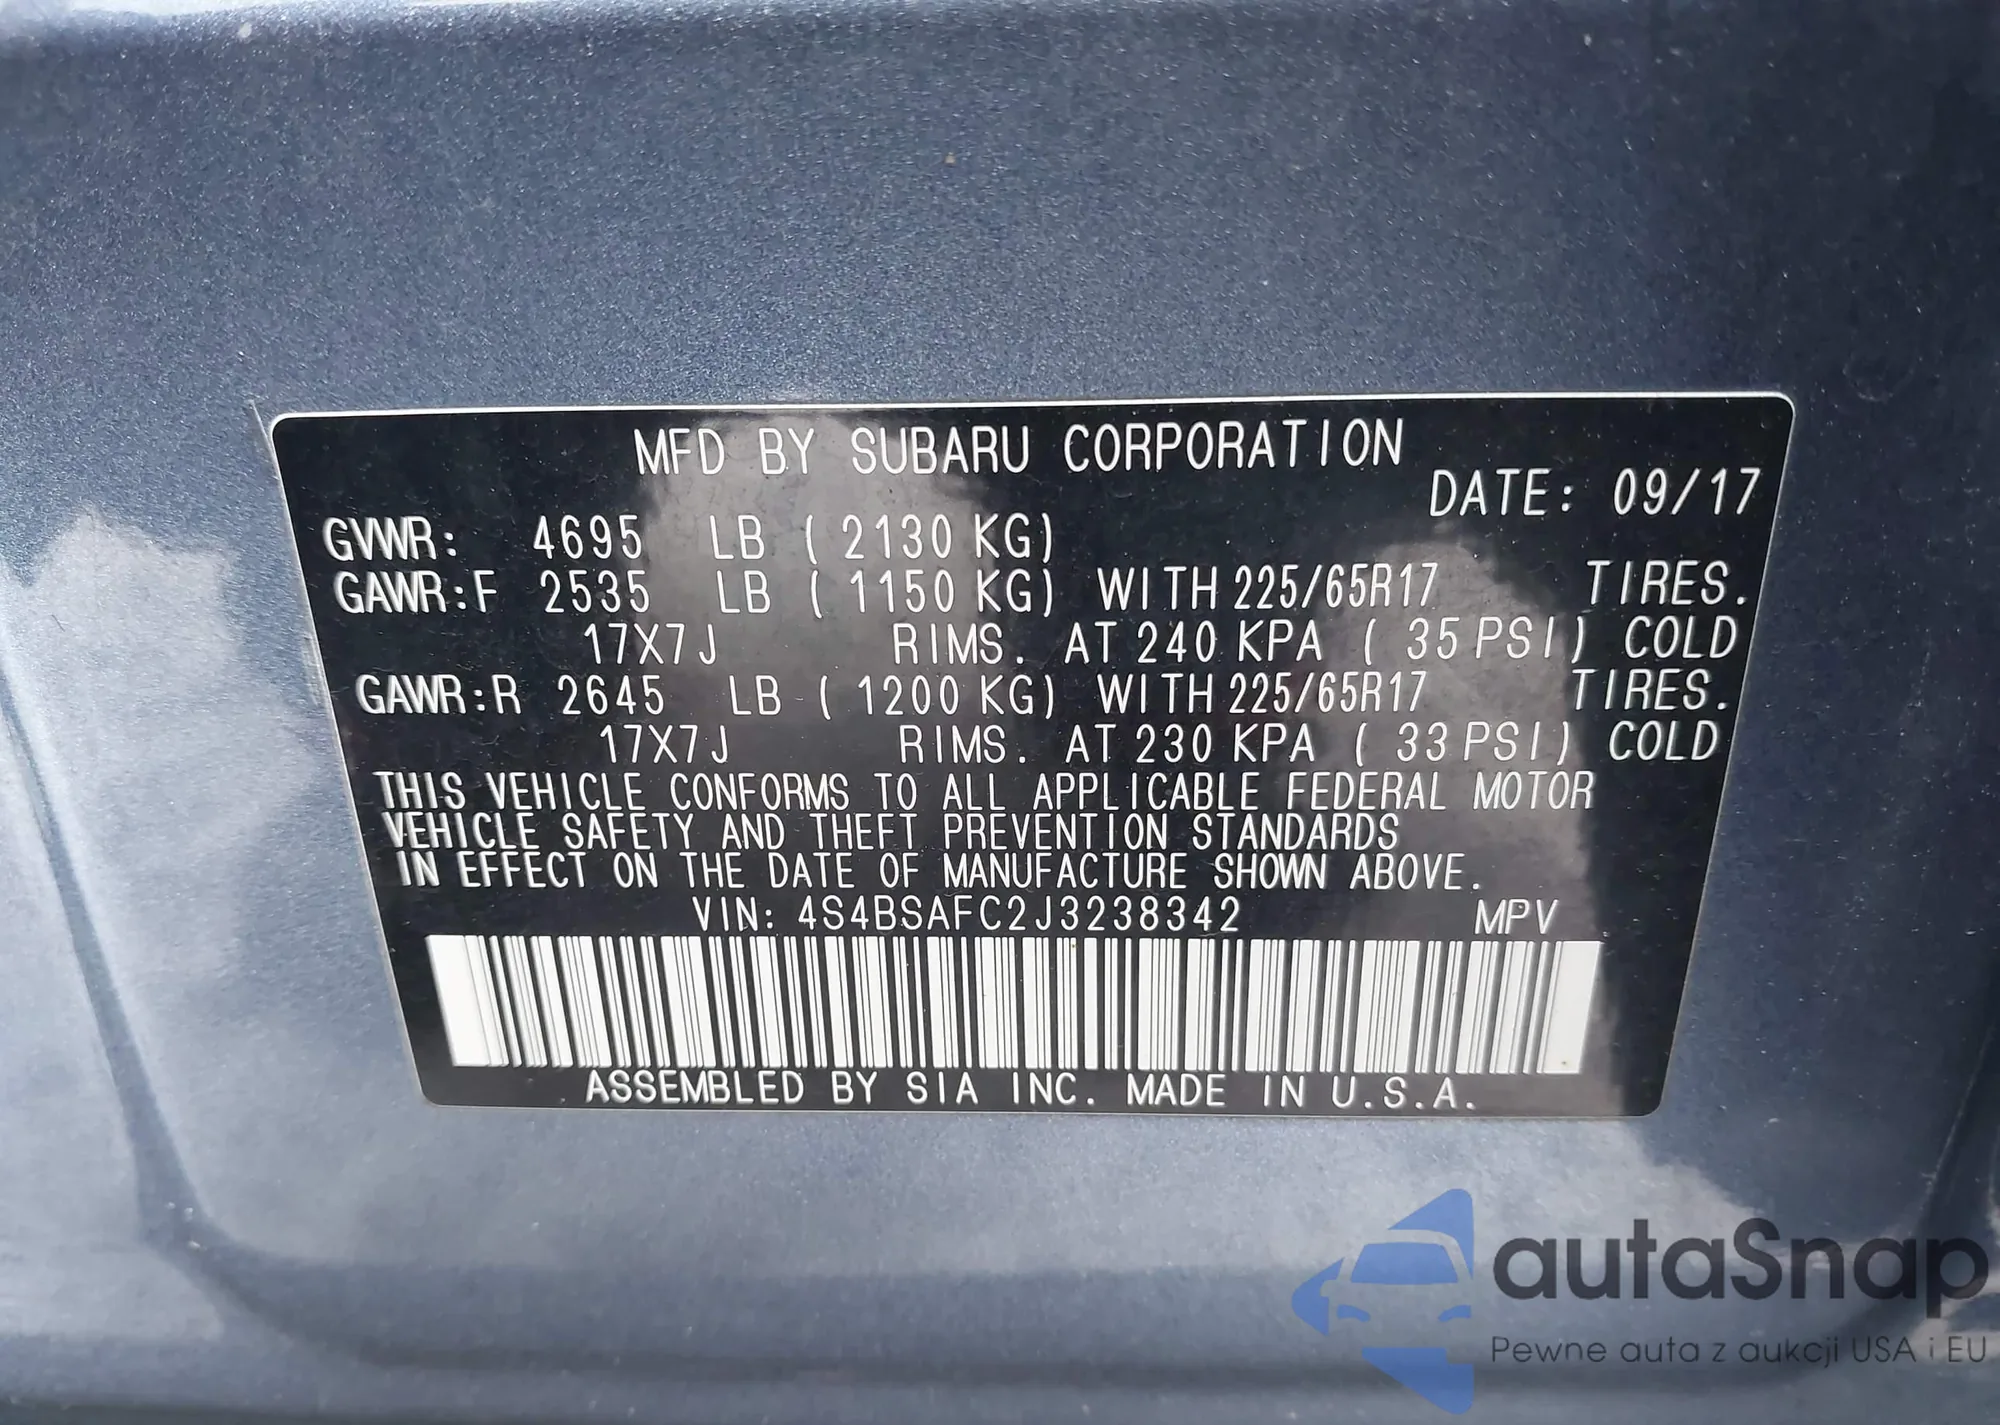 MFD BY SUBARU CORPORATION
DATE: 09/17
GVWR: 4695 LB (2130 KG)
GAWR:F 2535 LB (1150 KG) WITH 225/65R17 TIRES.
17X7J RIMS. AT 240 KPA (35 PSI) COLD
GAWR:R 2645 LB (1200 KG) WITH 225/65R17 TIRES.
17X7J RIMS. AT 230 KPA (33 PSI) COLD
THIS VEHICLE CONFORMS TO ALL APPLICABLE FEDERAL MOTOR
VEHICLE SAFETY AND THEFT PREVENTION STANDARDS
IN EFFECT ON THE DATE OF MANUFACTURE SHOWN ABOVE.
VIN: 4S4BSAFC2J3238342 MPV
ASSEMBLED BY SIA INC. MADE IN U.S.A.
autaSnap
Pewne auta z aukcji USA i EU